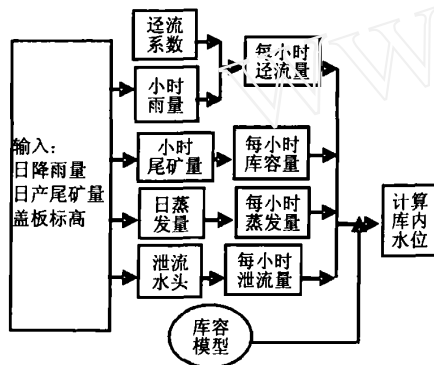 输入：
日降雨量
日产尾矿量
盖板标高
迳流
系数
小时
雨量
每小时
迳流量
小时
尾矿量
每小时
库容量
日蒸
发量
每小时
蒸发量
泄流
水头
每小时
泄流量
库容
模型
计算
库内
水位